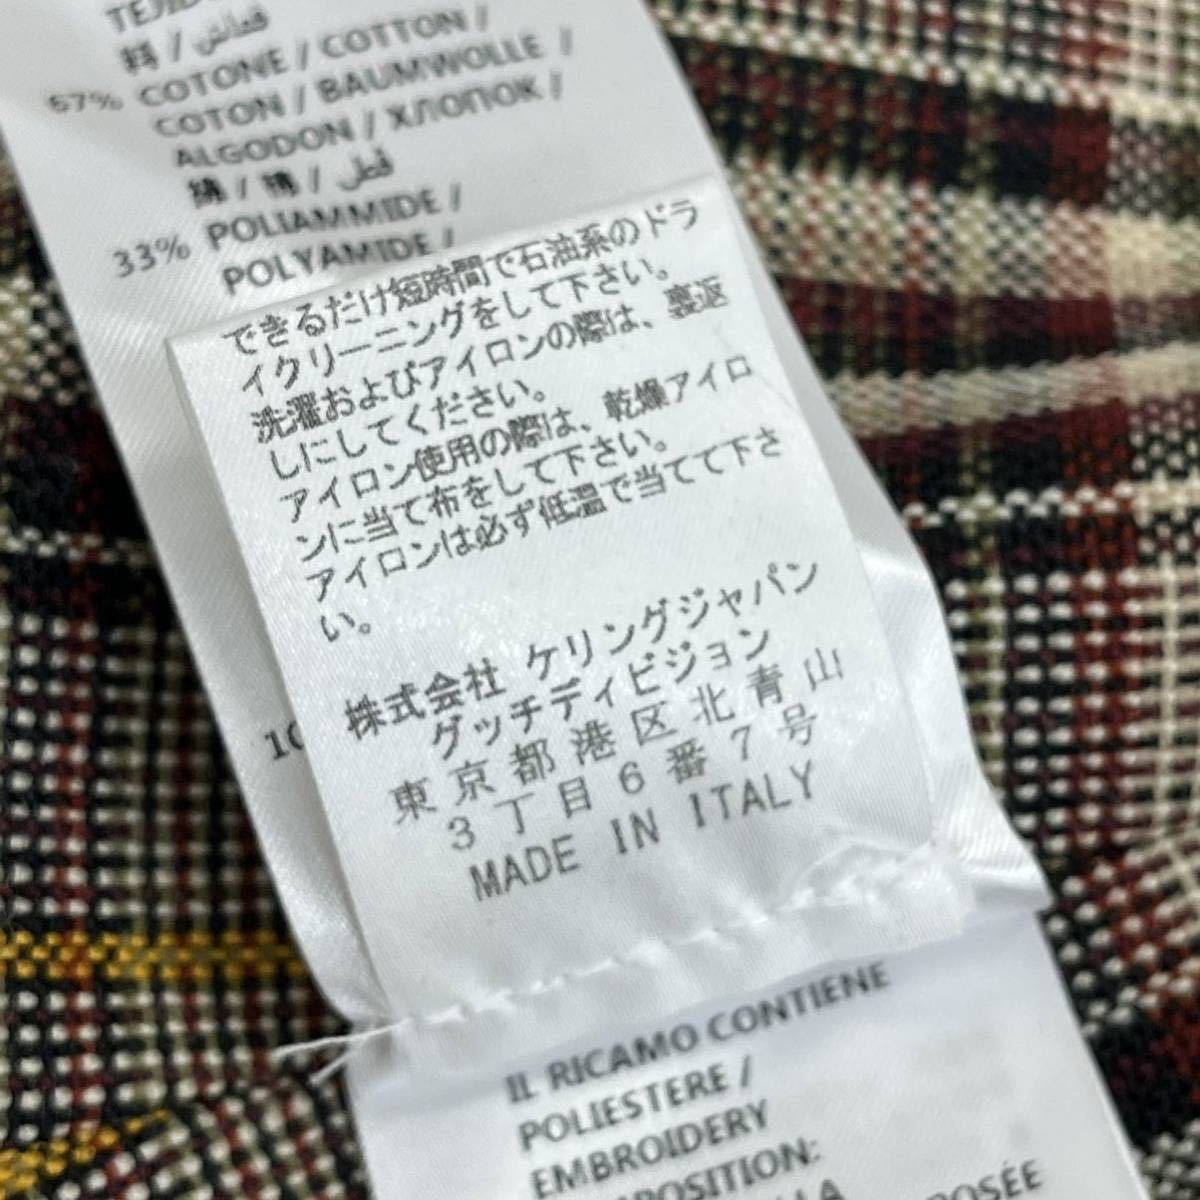 料 / قماش
67% COTONE / COTTON /
COTON / BAUMWOLLE /
ALGODON / ХЛОПОК /
綿 / 棉 / قطن
33% POLIAMMIDE /
POLYAMIDE /
できるだけ短時間で石油系のドラ
イクリーニングをして下さい。
洗濯およびアイロンの際は、裏返
しにしてください。
アイロン使用の際は、乾燥アイロ
ンに当て布をして下さい。
アイロンは必ず低温で当てて下さ
い。
株式会社 ケリングジャパン
グッチディビジョン
東京都港区北青山
3丁目6番7号
MADE IN ITALY
IL RICAMO CONTIENE
POLIESTERE /
EMBROIDERY